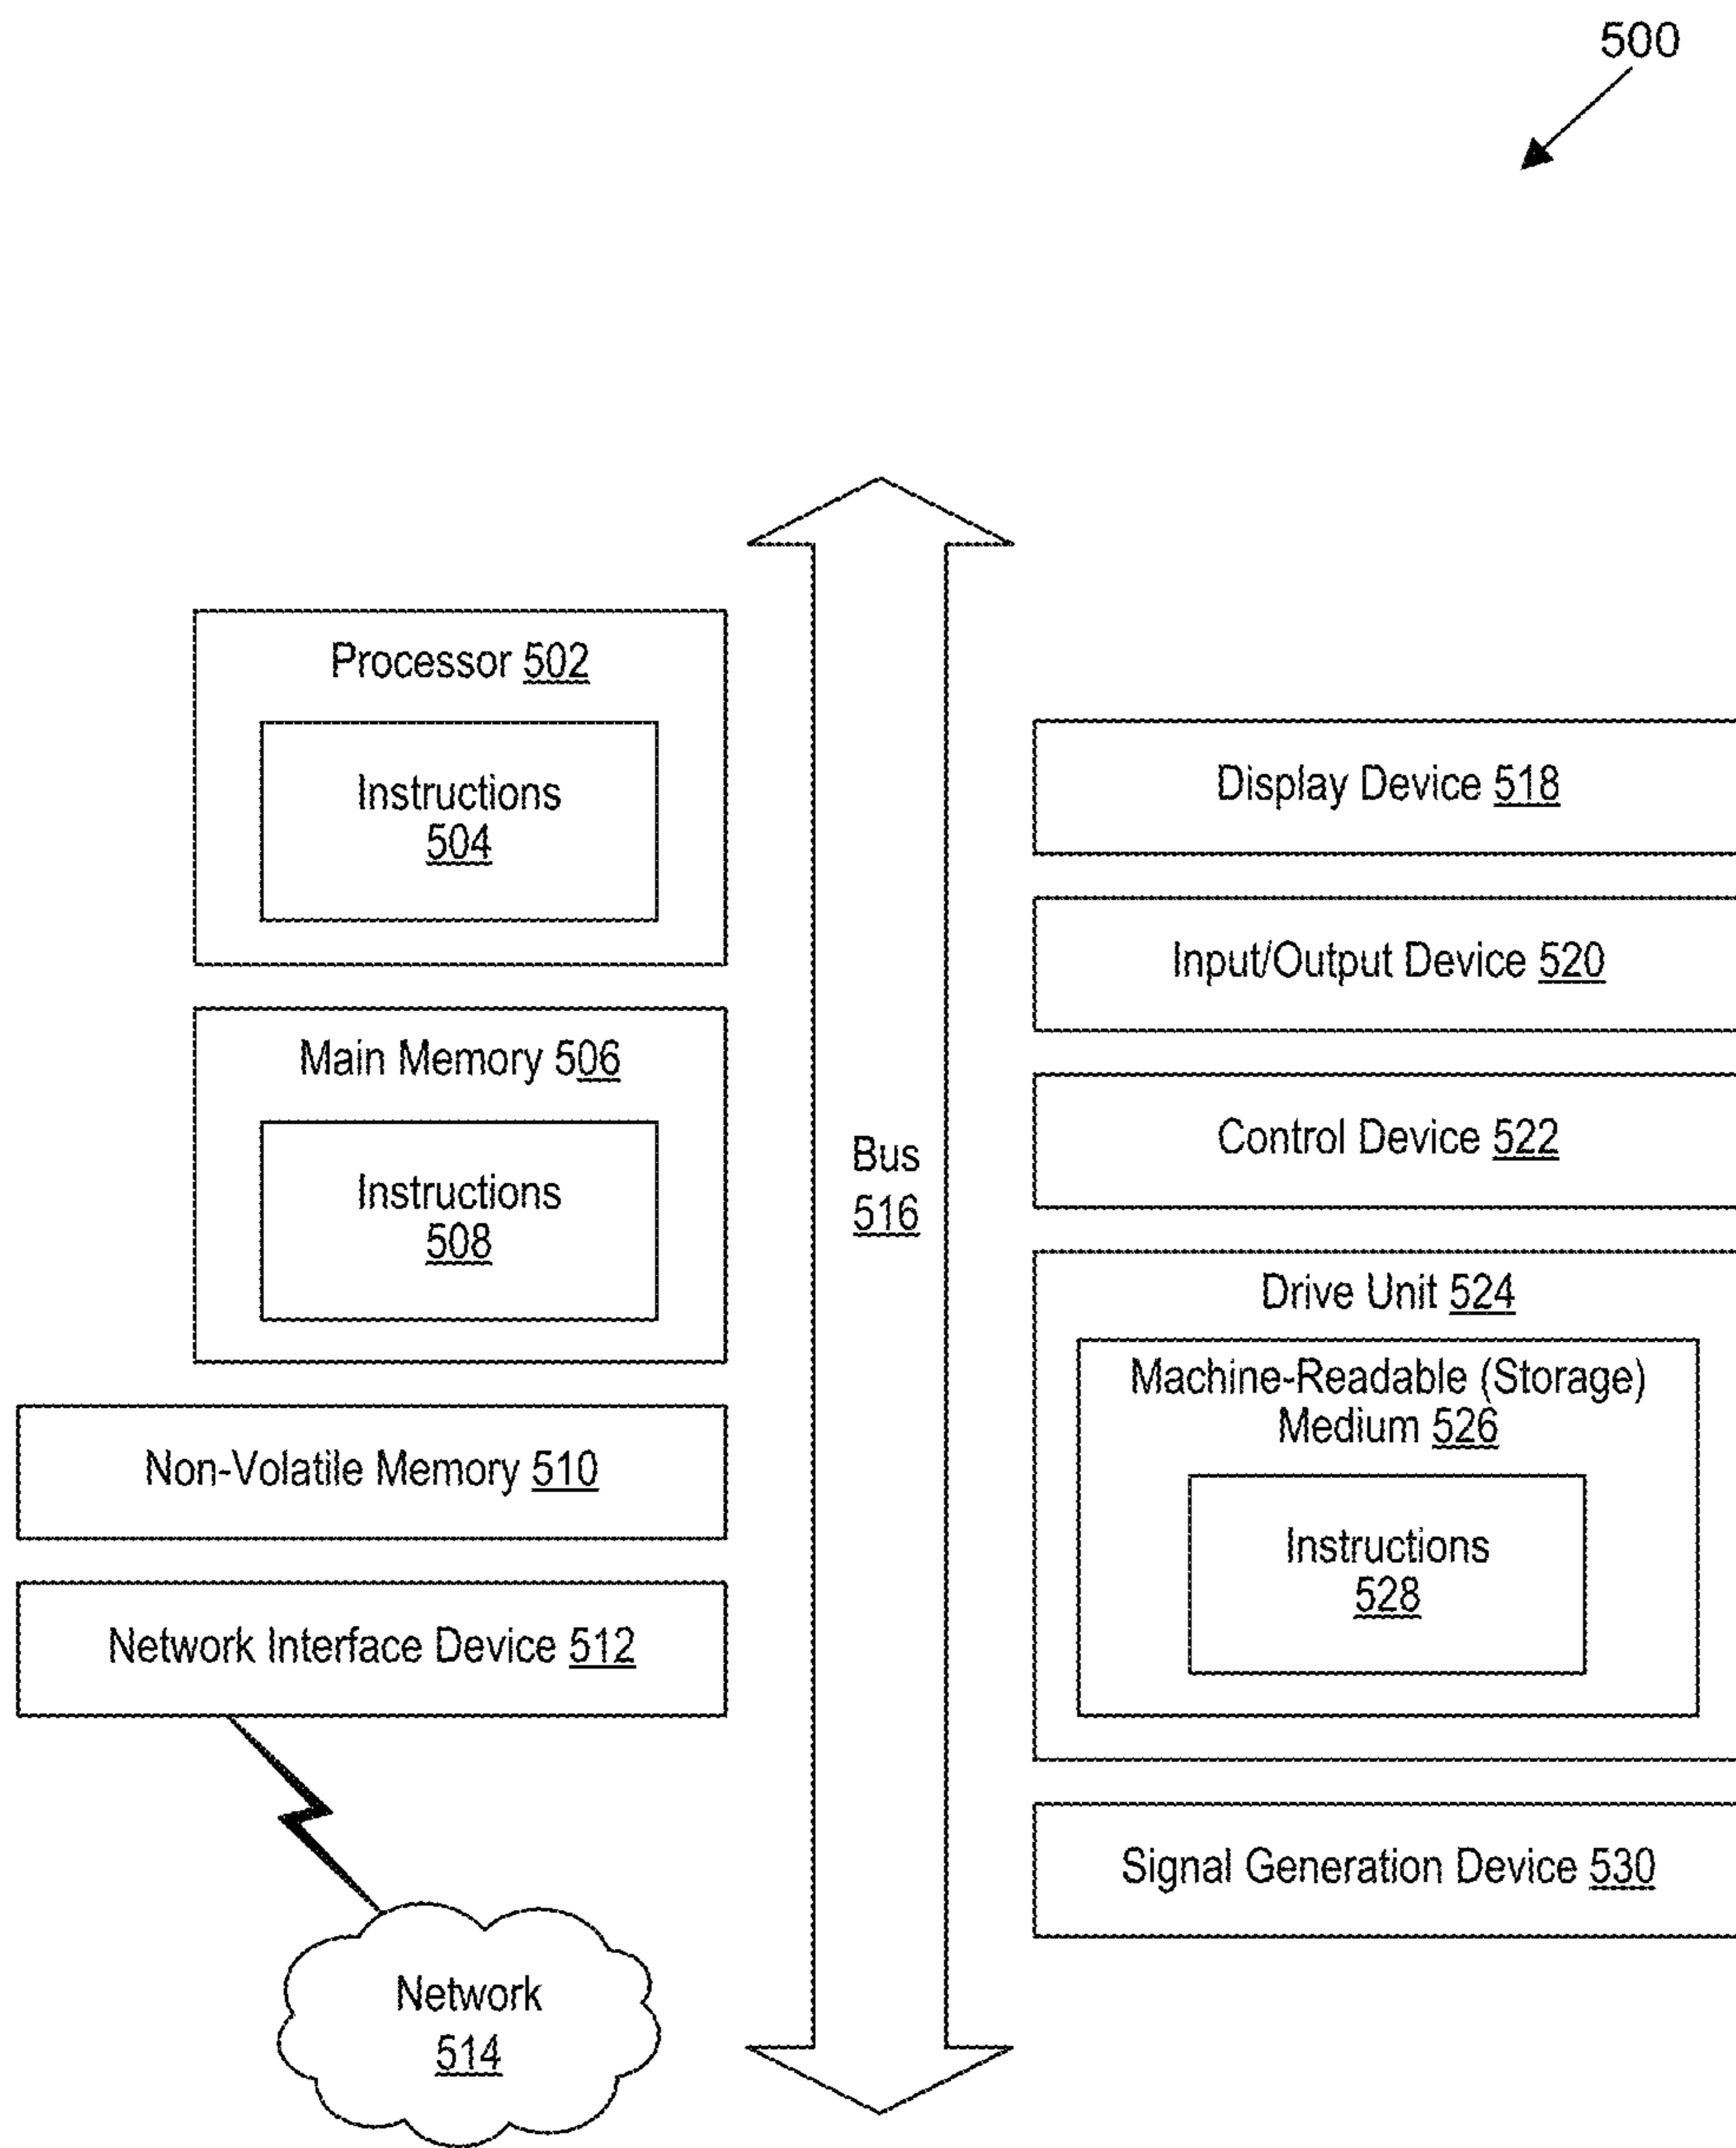 500
Processor 502
Instructions
504
Main Memory 506
Instructions
508
Non-Volatile Memory 510
Network Interface Device 512
Network
514
Bus
516
Display Device 518
Input/Output Device 520
Control Device 522
Drive Unit 524
Machine-Readable (Storage)
Medium 526
Instructions
528
Signal Generation Device 530